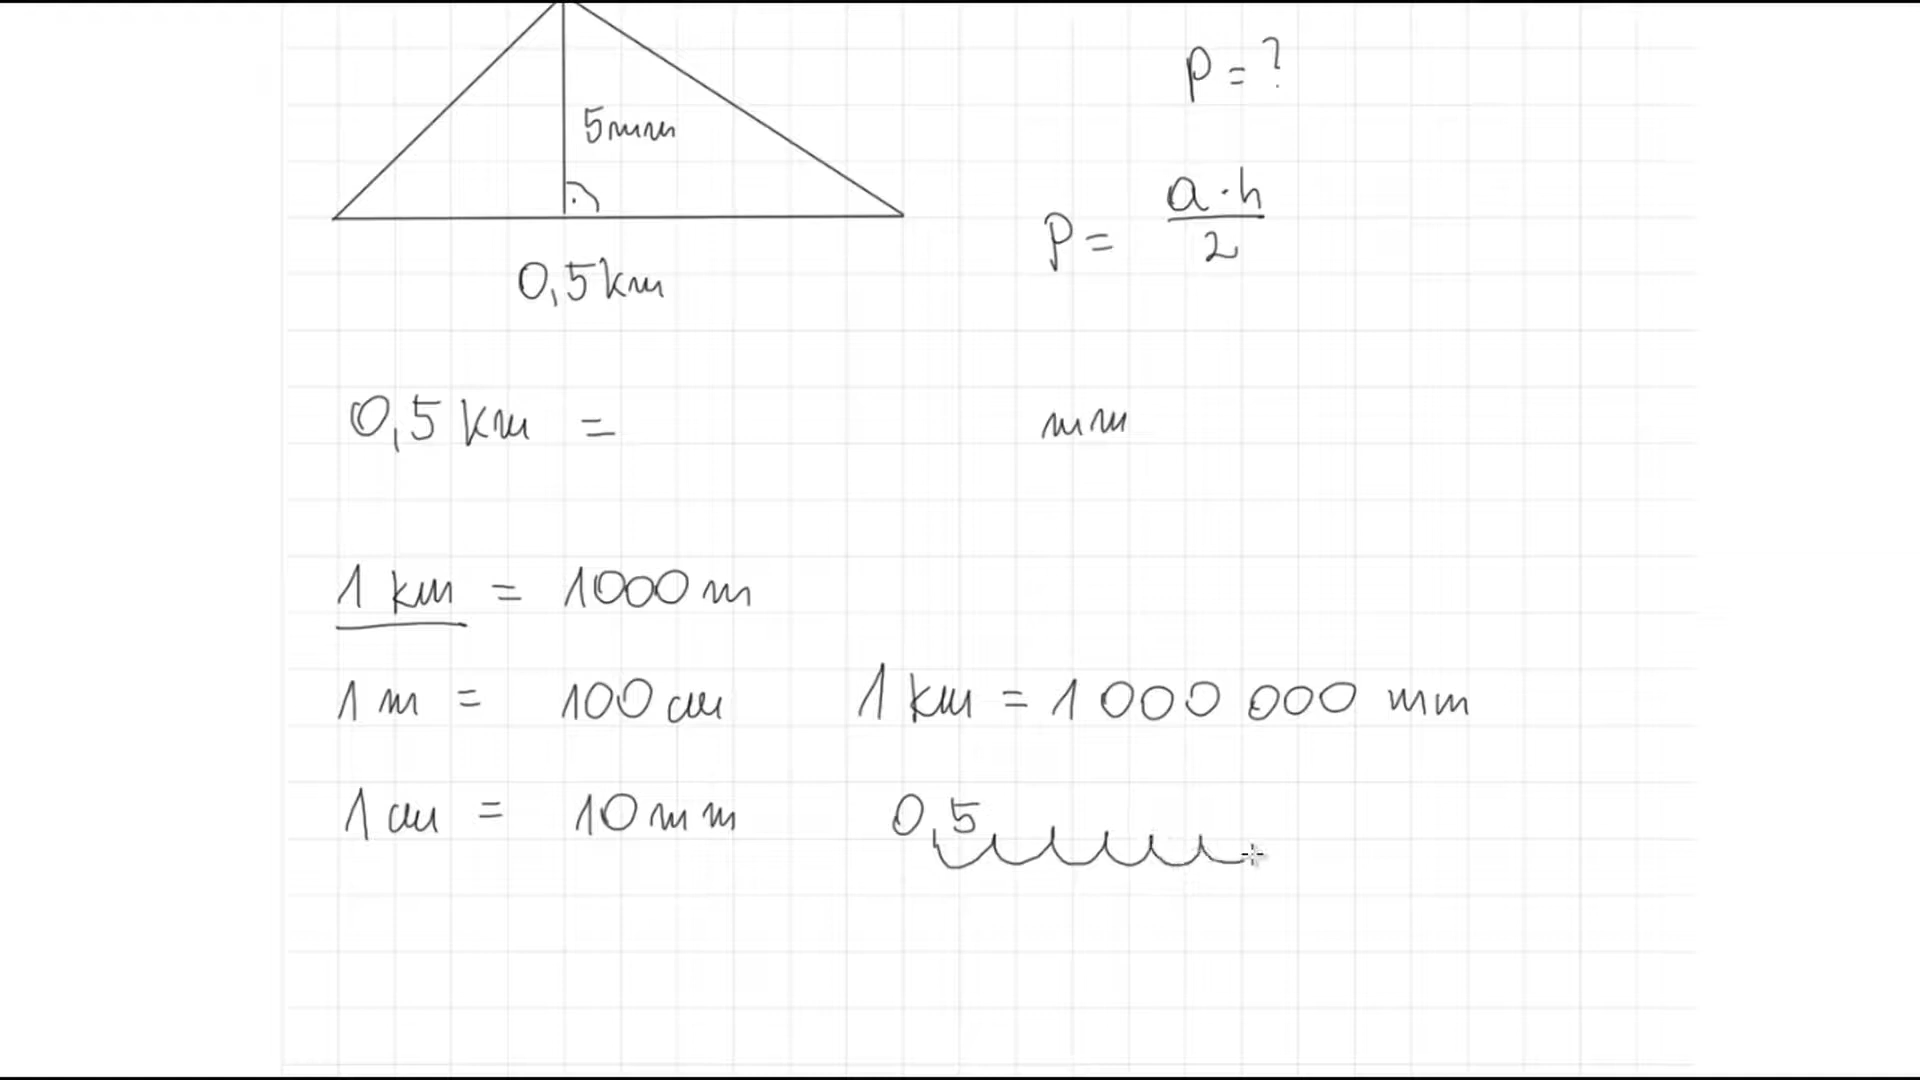 P = ?
5mm
P = a · h / 2
0,5km
0,5 km = mm
1 km = 1000 m
1 m = 100 cm
1 km = 1 000 000 mm
1 cm = 10 mm
0,5